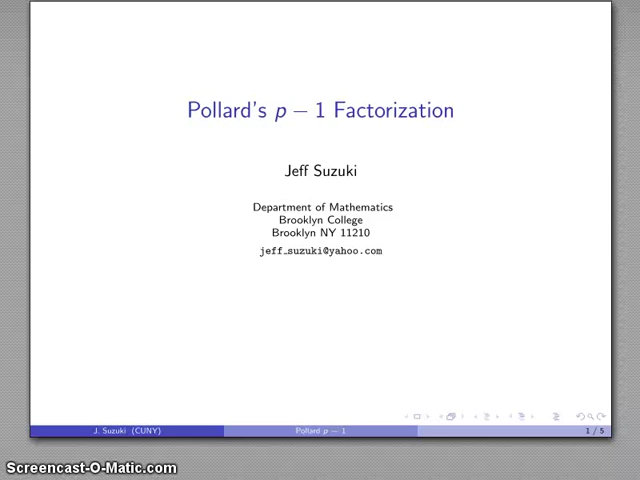 Pollard's p − 1 Factorization
Jeff Suzuki
Department of Mathematics
Brooklyn College
Brooklyn NY 11210
jeff_suzuki@yahoo.com
J. Suzuki (CUNY)
Pollard p − 1
1 / 5
Screencast-O-Matic.com